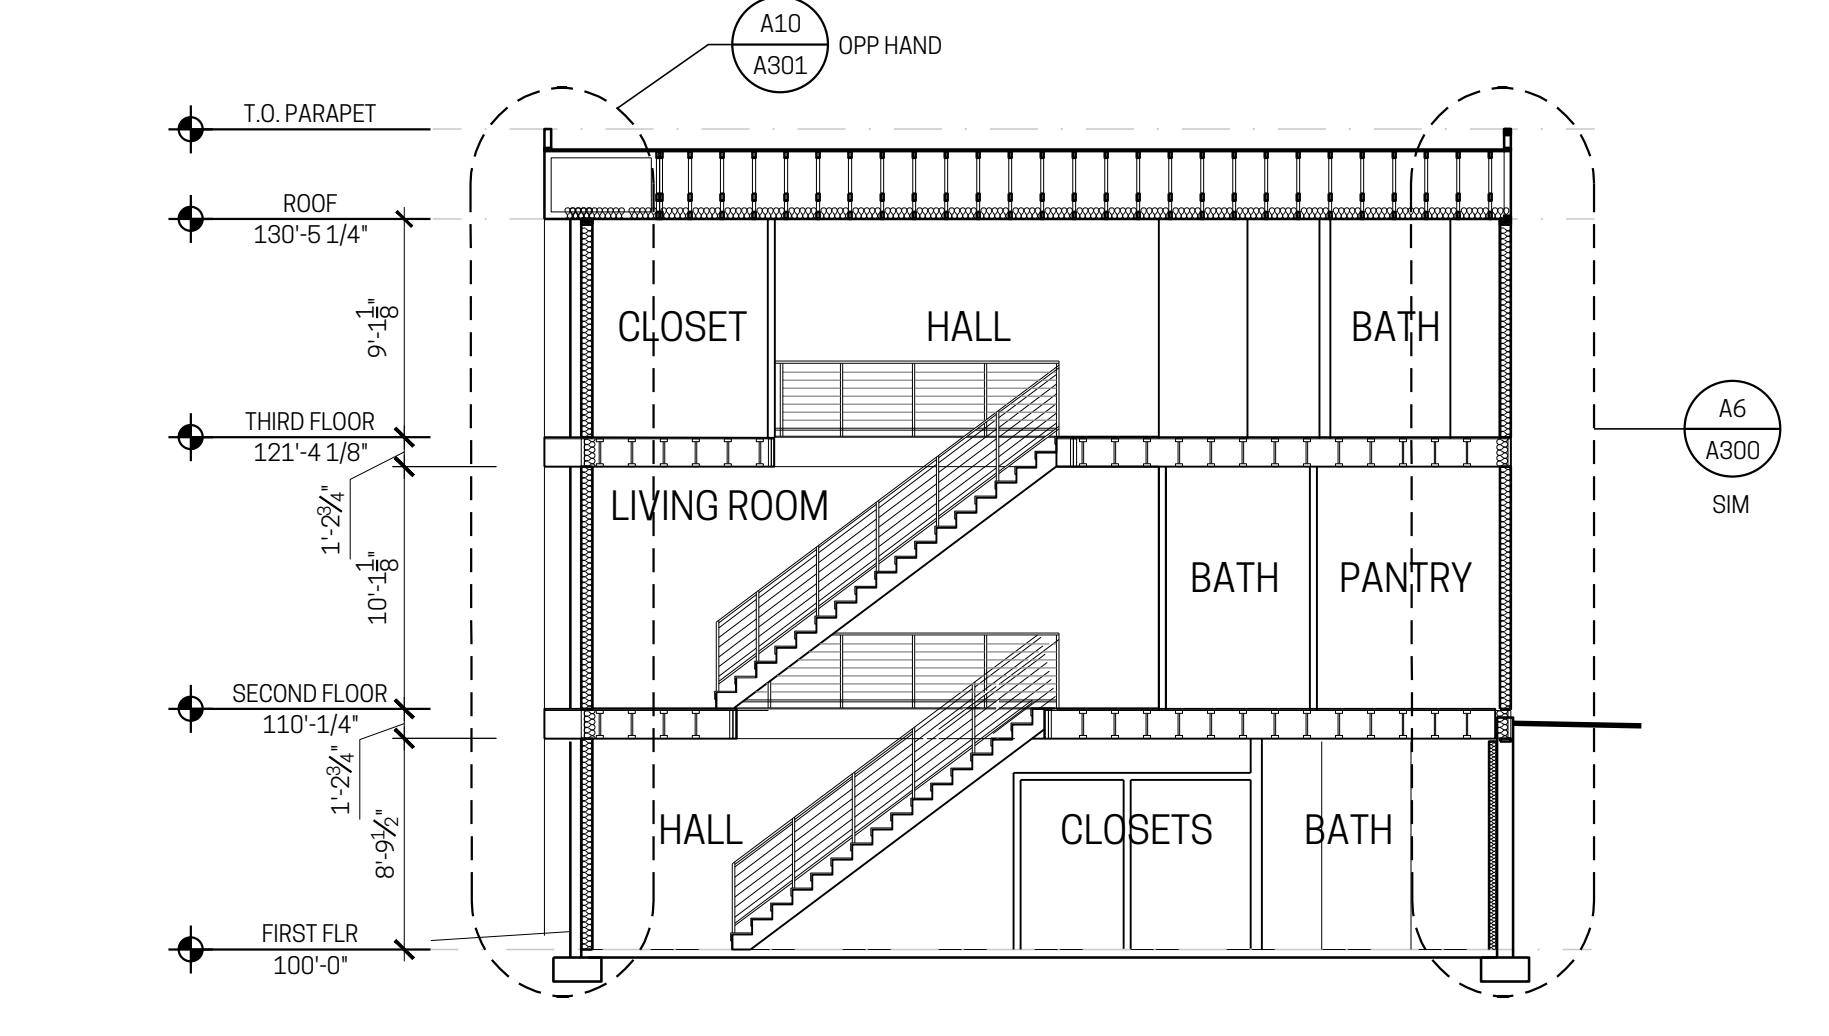 A10
A301
OPP HAND
T.O. PARAPET
ROOF
130'-5 1/4"
9'-1 1/8"
CLOSET
HALL
BATH
THIRD FLOOR
121'-4 1/8"
A6
A300
SIM
1'-2 3/4"
LIVING ROOM
10'-1 1/8"
BATH
PANTRY
SECOND FLOOR
110'-1/4"
1'-2 3/4"
8'-9 1/2"
HALL
CLOSETS
BATH
FIRST FLR
100'-0"